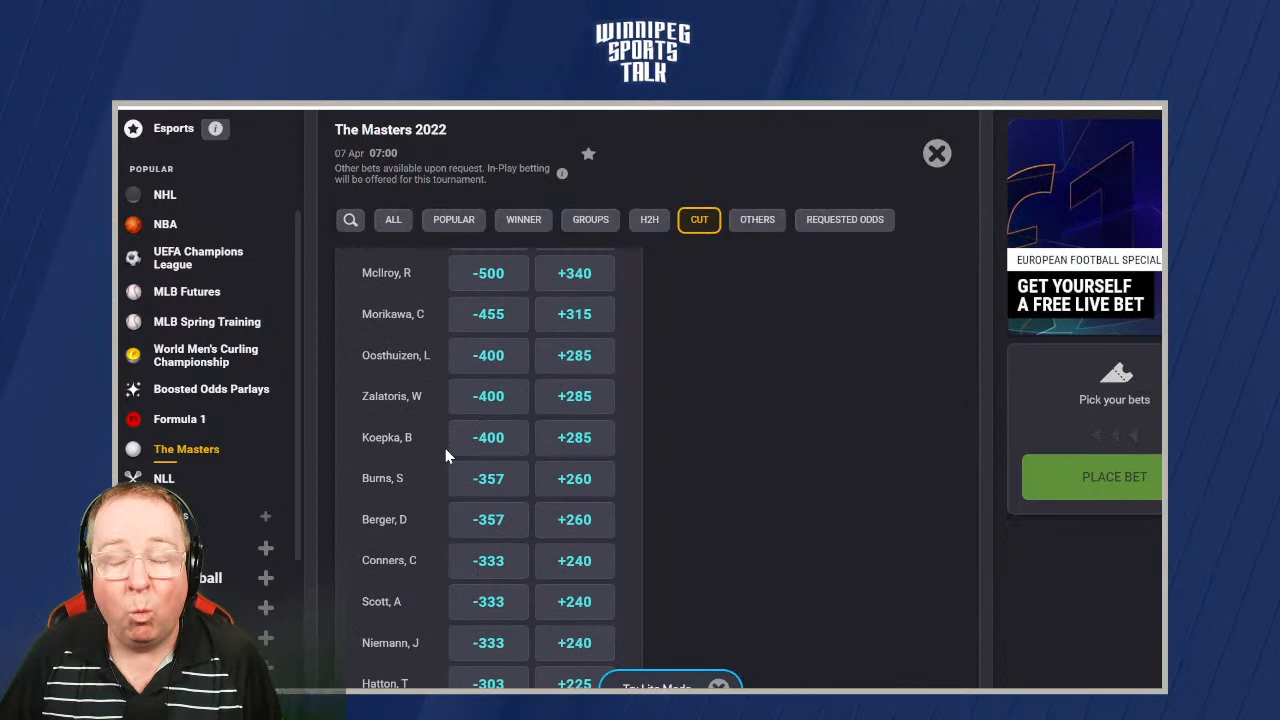 WINNIPEG
SPORTS
TALK
Esports
POPULAR
NHL
NBA
UEFA Champions
League
MLB Futures
MLB Spring Training
World Men's Curling
Championship
Boosted Odds Parlays
Formula 1
The Masters
NLL
The Masters 2022
07 Apr 07:00
Other bets available upon request. In-Play betting
will be offered for this tournament.
ALL POPULAR WINNER GROUPS H2H CUT OTHERS REQUESTED ODDS
McIlroy, R -500 +340
Morikawa, C -455 +315
Oosthuizen, L -400 +285
Zalatoris, W -400 +285
Koepka, B -400 +285
Burns, S -357 +260
Berger, D -357 +260
Conners, C -333 +240
Scott, A -333 +240
Niemann, J -333 +240
Hatton, T -303 +225
Try Lite Mode
EUROPEAN FOOTBALL SPECIAL
GET YOURSELF
A FREE LIVE BET
Pick your bets
PLACE BET